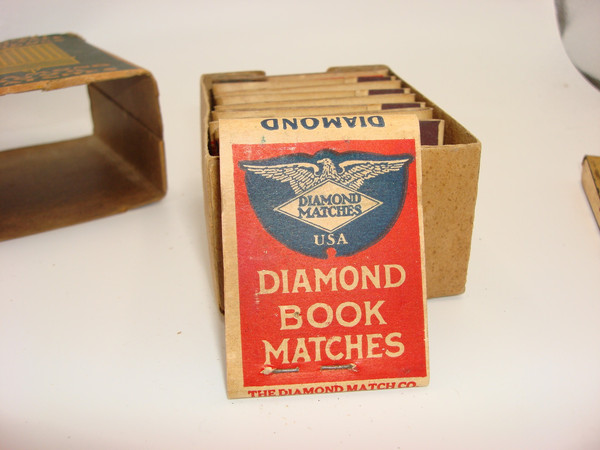 DIAMOND
DIAMOND
MATCHES
USA
DIAMOND
BOOK
MATCHES
THE DIAMOND MATCH CO.